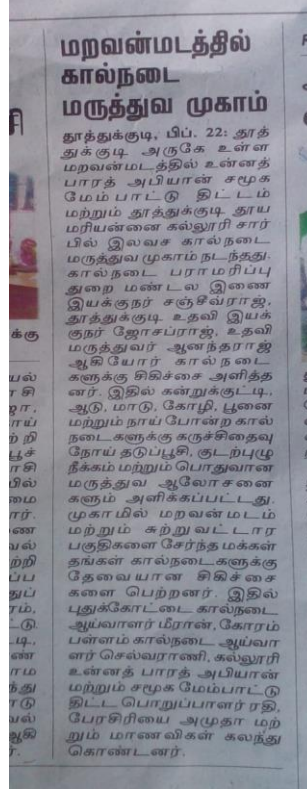 மறவன்மடத்தில்
கால்நடை
மருத்துவ முகாம்
தூத்துக்குடி, பிப். 22: தூத்
துக்குடி அருகே உள்ள
மறவன்மடத்தில் உன்னத்
பாரத் அபியான் சமூக
மேம்பாட்டு திட்டம்
மற்றும் தூத்துக்குடி தூய
மரியன்னை கல்லூரி சார்
பில் இலவச கால்நடை
மருத்துவ முகாம் நடந்தது.
கால்நடை பராமரிப்பு
துறை மண்டல இணை
இயக்குநர் சஞ்சீவ்ராஜ்,
தூத்துக்குடி உதவி இயக்
குநர் ஜோசப்ராஜ், உதவி
மருத்துவர் ஆனந்தராஜ்
ஆகியோர் கால்நடை
களுக்கு சிகிச்சை அளித்த
னர். இதில் கன்றுக்குட்டி,
ஆடு, மாடு, கோழி, பூனை
மற்றும் நாய் போன்ற கால்
நடைகளுக்கு கருச்சிதைவு
நோய் தடுப்பூசி, குடற்புழு
நீக்கம் மற்றும் பொதுவான
மருத்துவ ஆலோசனை
களும் அளிக்கப்பட்டது.
முகாமில் மறவன்மடம்
மற்றும் சுற்றுவட்டார
பகுதிகளை சேர்ந்த மக்கள்
தங்கள் கால்நடைகளுக்கு
தேவையான சிகிச்சை
களை பெற்றனர். இதில்
புதுக்கோட்டை கால்நடை
ஆய்வாளர் மீரான், கோரம்
பள்ளம் கால்நடை ஆய்வா
ளர் செல்வராணி, கல்லூரி
உன்னத் பாரத் அபியான்
மற்றும் சமூக மேம்பாட்டு
திட்ட பொறுப்பாளர் ரதி,
பேரசிரியை அமுதா மற்
றும் மாணவிகள் கலந்து
கொண்டனர்.